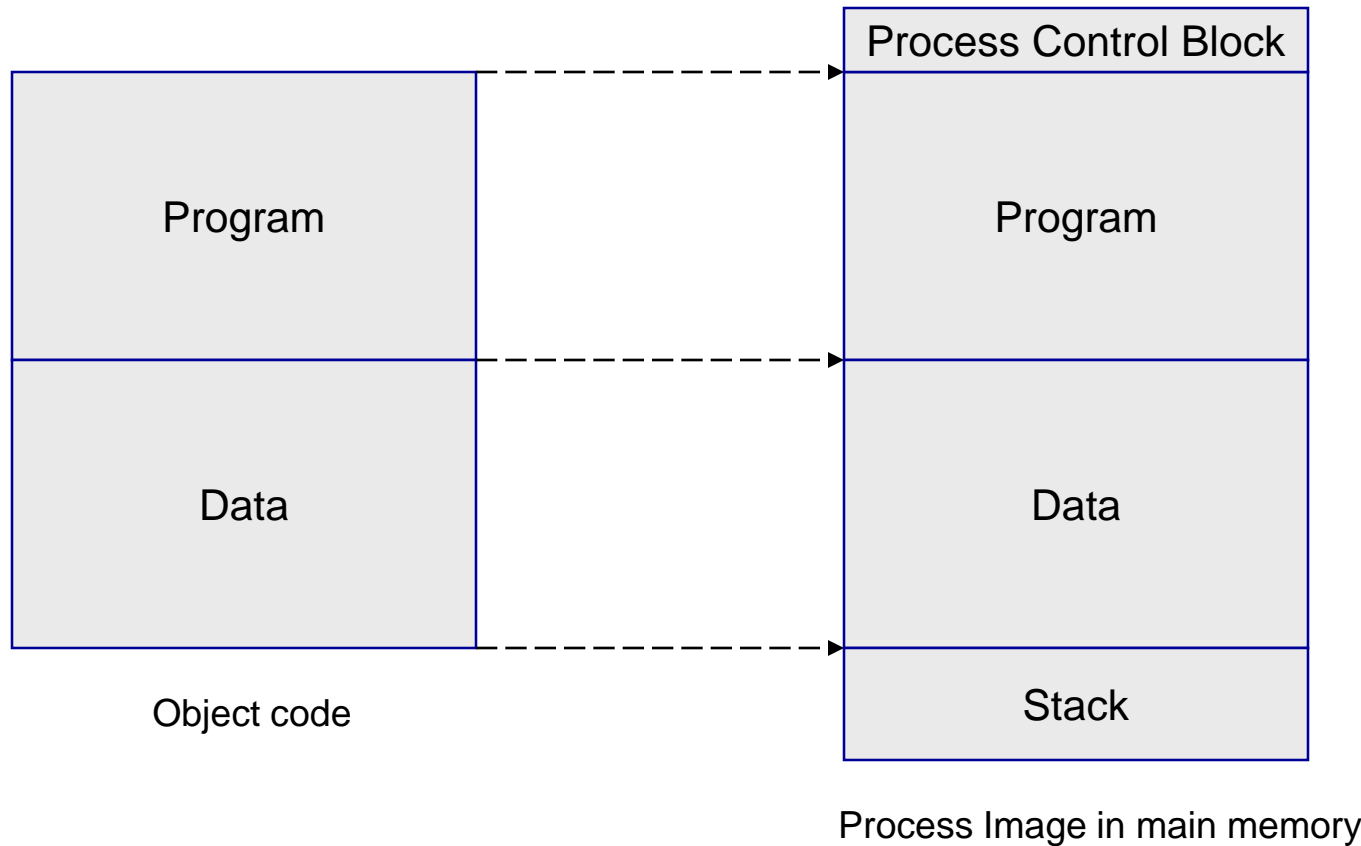 Process Control Block
Program
Program
Data
Data
Stack
Object code
Process Image in main memory